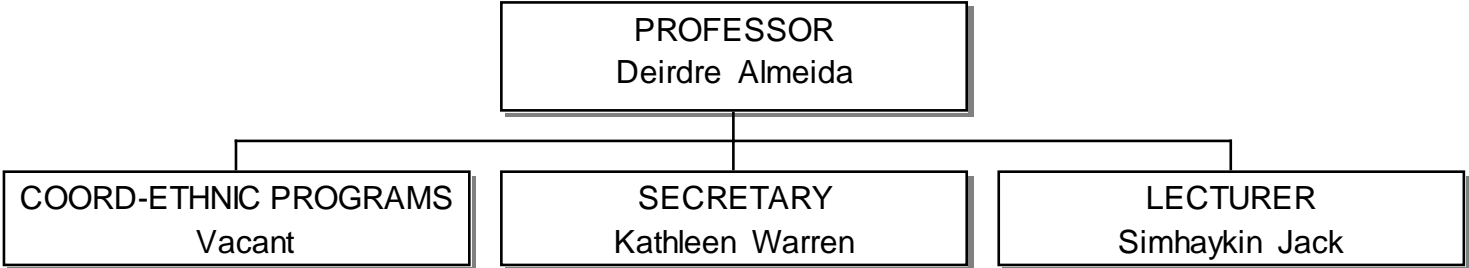 PROFESSOR
Deirdre Almeida
COORD-ETHNIC PROGRAMS
Vacant
SECRETARY
Kathleen Warren
LECTURER
Simhaykin Jack